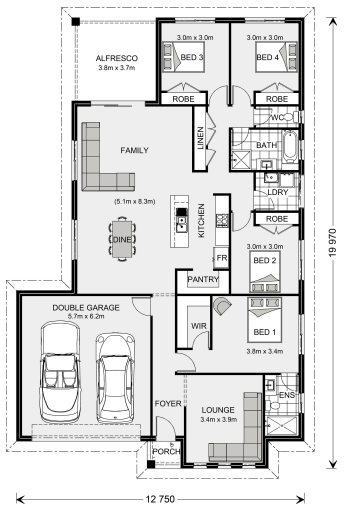 3.0m x 3.0m
BED 3
3.0m x 3.0m
BED 4
ALFRESCO
3.8m x 3.7m
ROBE
ROBE
WC
LINEN
BATH
FAMILY
LDRY
(5.1m x 8.3m)
KITCHEN
ROBE
DINE
3.0m x 3.0m
BED 2
FR
PANTRY
19 970
DOUBLE GARAGE
5.7m x 6.2m
WIR
BED 1
3.8m x 3.4m
ENS
FOYER
LOUNGE
3.4m x 3.9m
PORCH
12 750